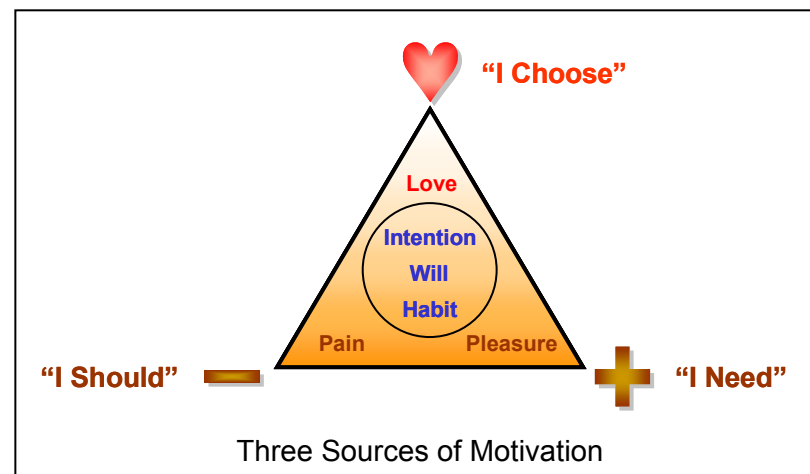 “I Choose”
Love
Intention
Will
Habit
Pain Pleasure
“I Should” “I Need”
Three Sources of Motivation